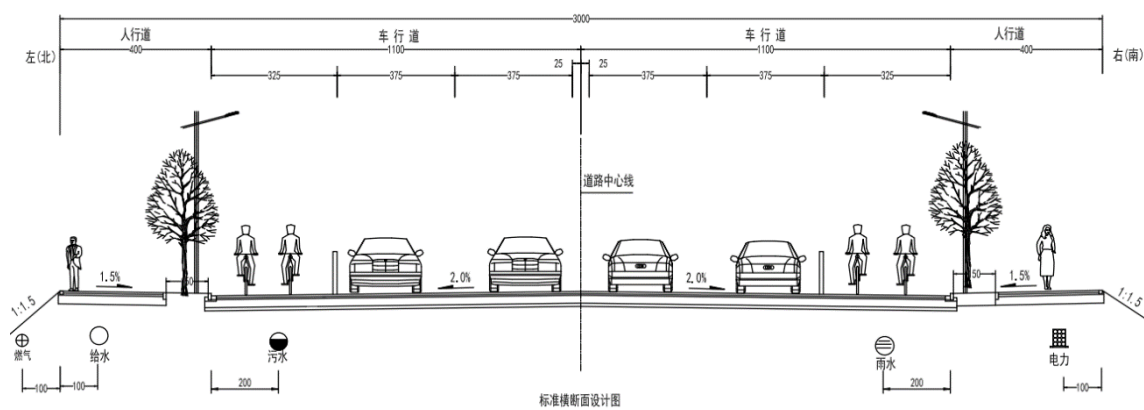 3000
人行道
车 行 道
车 行 道
人行道
左(北)
400
1100
1100
400
右(南)
325
375
375
25
25
375
375
325
道路中心线
1.5%
50
2.0%
2.0%
50
1.5%
1:1.5
1:1.5
燃气
给水
污水
雨水
电力
100
100
200
200
100
标准横断面设计图